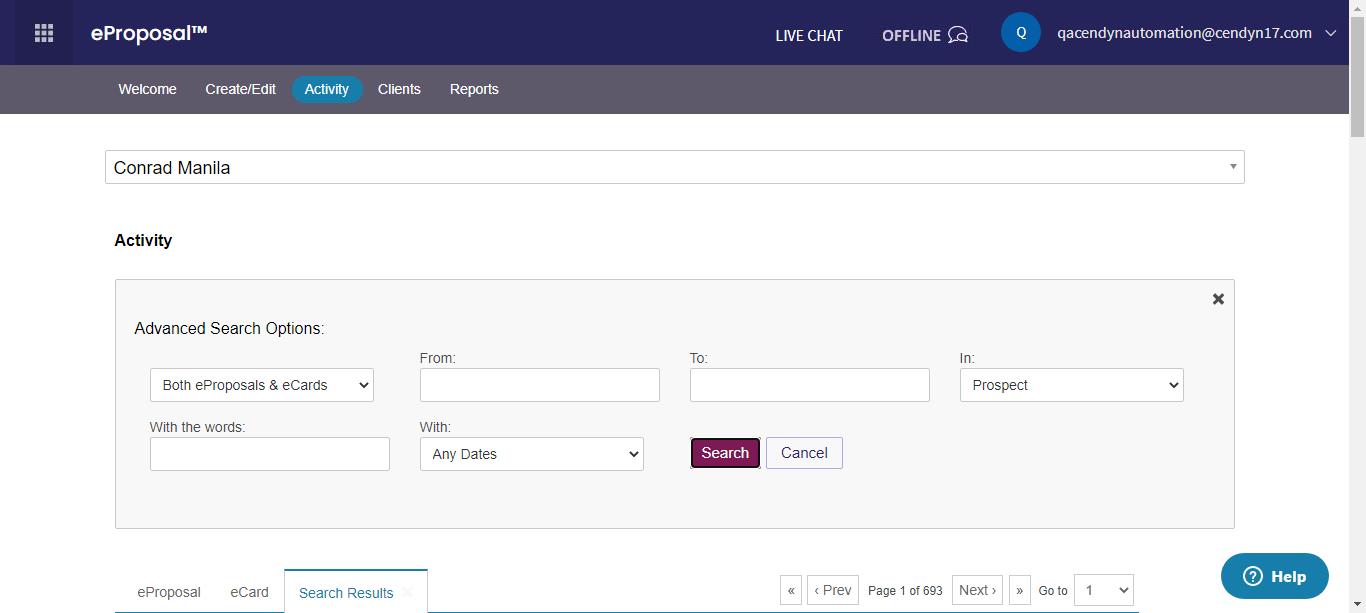 eProposal™
LIVE CHAT
OFFLINE
Q
qacendynautomation@cendyn17.com
Welcome
Create/Edit
Activity
Clients
Reports
Conrad Manila
Activity
Advanced Search Options:
From:
To:
In:
Both eProposals & eCards
Prospect
With the words:
With:
Any Dates
Search
Cancel
eProposal
eCard
Search Results
«
‹ Prev
Page 1 of 693
Next ›
»
Go to
1
Help